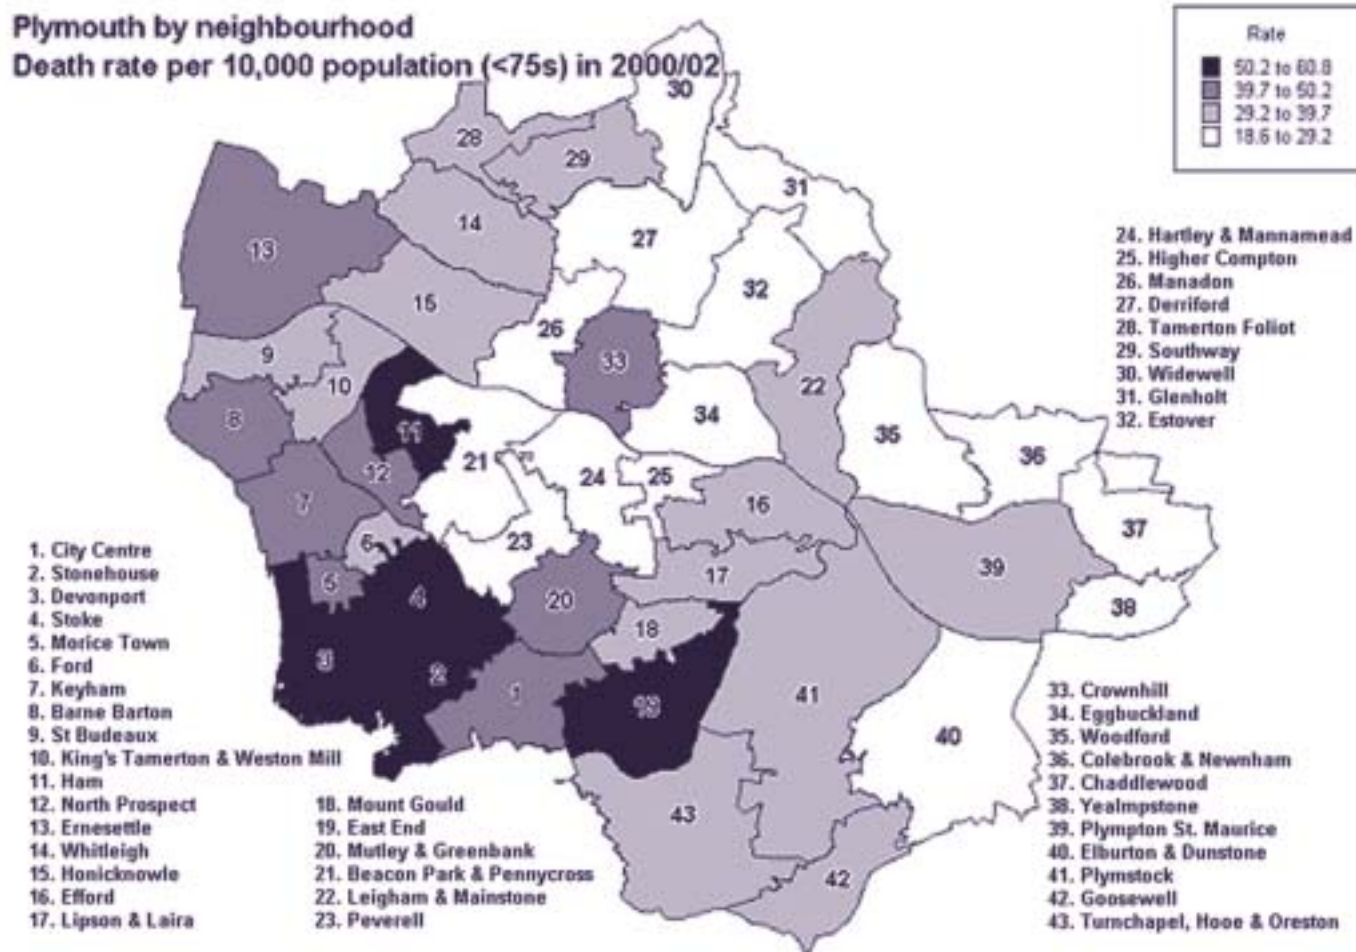 Plymouth by neighbourhood
Death rate per 10,000 population (<75s) in 2000/02
Rate
50.2 to 60.8
39.7 to 50.2
29.2 to 39.7
18.6 to 29.2
30
28
29
31
13
14
27
32
15
26
9
33
10
22
8
34
11
35
21
36
12
24
25
7
16
37
23
6
39
17
5
4
20
38
18
3
2
41
1
19
40
43
42
24. Hartley & Mannamead
25. Higher Compton
26. Manadon
27. Derriford
28. Tamerton Foliot
29. Southway
30. Widewell
31. Glenholt
32. Estover
1. City Centre
2. Stonehouse
3. Devonport
4. Stoke
5. Morice Town
6. Ford
7. Keyham
8. Barne Barton
9. St Budeaux
10. King's Tamerton & Weston Mill
11. Ham
12. North Prospect
13. Ernesettle
14. Whitleigh
15. Honicknowle
16. Efford
17. Lipson & Laira
18. Mount Gould
19. East End
20. Mutley & Greenbank
21. Beacon Park & Pennycross
22. Leigham & Mainstone
23. Peverell
33. Crownhill
34. Eggbuckland
35. Woodford
36. Colebrook & Newnham
37. Chaddlewood
38. Yealmpstone
39. Plympton St. Maurice
40. Elburton & Dunstone
41. Plymstock
42. Goosewell
43. Turnchapel, Hooe & Oreston